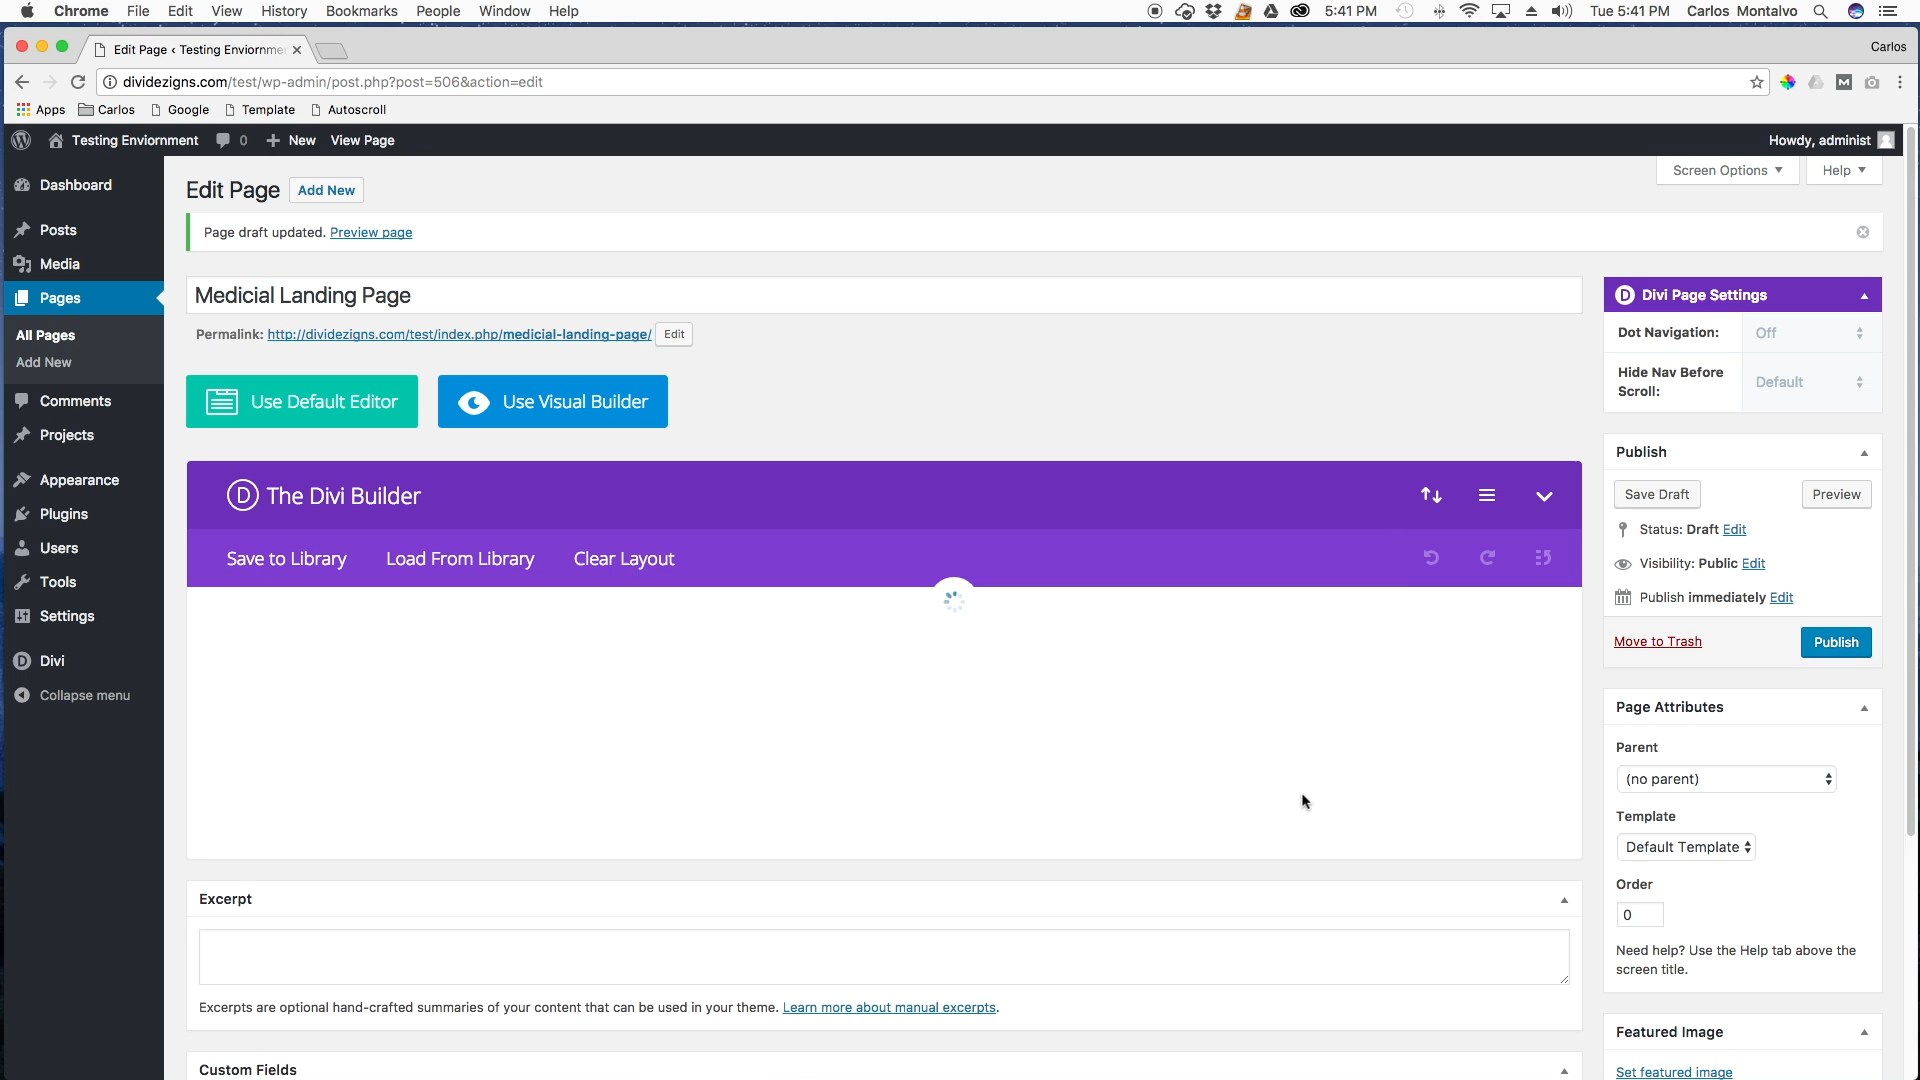 Chrome File Edit View History Bookmarks People Window Help 5:41 PM Tue 5:41 PM Carlos Montalvo
Edit Page ‹ Testing Enviornme
Carlos
dividezigns.com/test/wp-admin/post.php?post=506&action=edit
Apps Carlos Google Template Autoscroll
Testing Enviornment 0 New View Page Howdy, administ
Screen Options Help
Edit Page Add New
Page draft updated. Preview page
Dashboard
Posts
Media
Pages
All Pages
Add New
Comments
Projects
Appearance
Plugins
Users
Tools
Settings
Divi
Collapse menu
Medicial Landing Page
Permalink: http://dividezigns.com/test/index.php/medicial-landing-page/ Edit
Use Default Editor Use Visual Builder
D The Divi Builder
Save to Library Load From Library Clear Layout
Excerpt
Excerpts are optional hand-crafted summaries of your content that can be used in your theme. Learn more about manual excerpts.
Custom Fields
D Divi Page Settings
Dot Navigation: Off
Hide Nav Before
Scroll: Default
Publish
Save Draft Preview
Status: Draft Edit
Visibility: Public Edit
Publish immediately Edit
Move to Trash Publish
Page Attributes
Parent
(no parent)
Template
Default Template
Order
0
Need help? Use the Help tab above the
screen title.
Featured Image
Set featured image